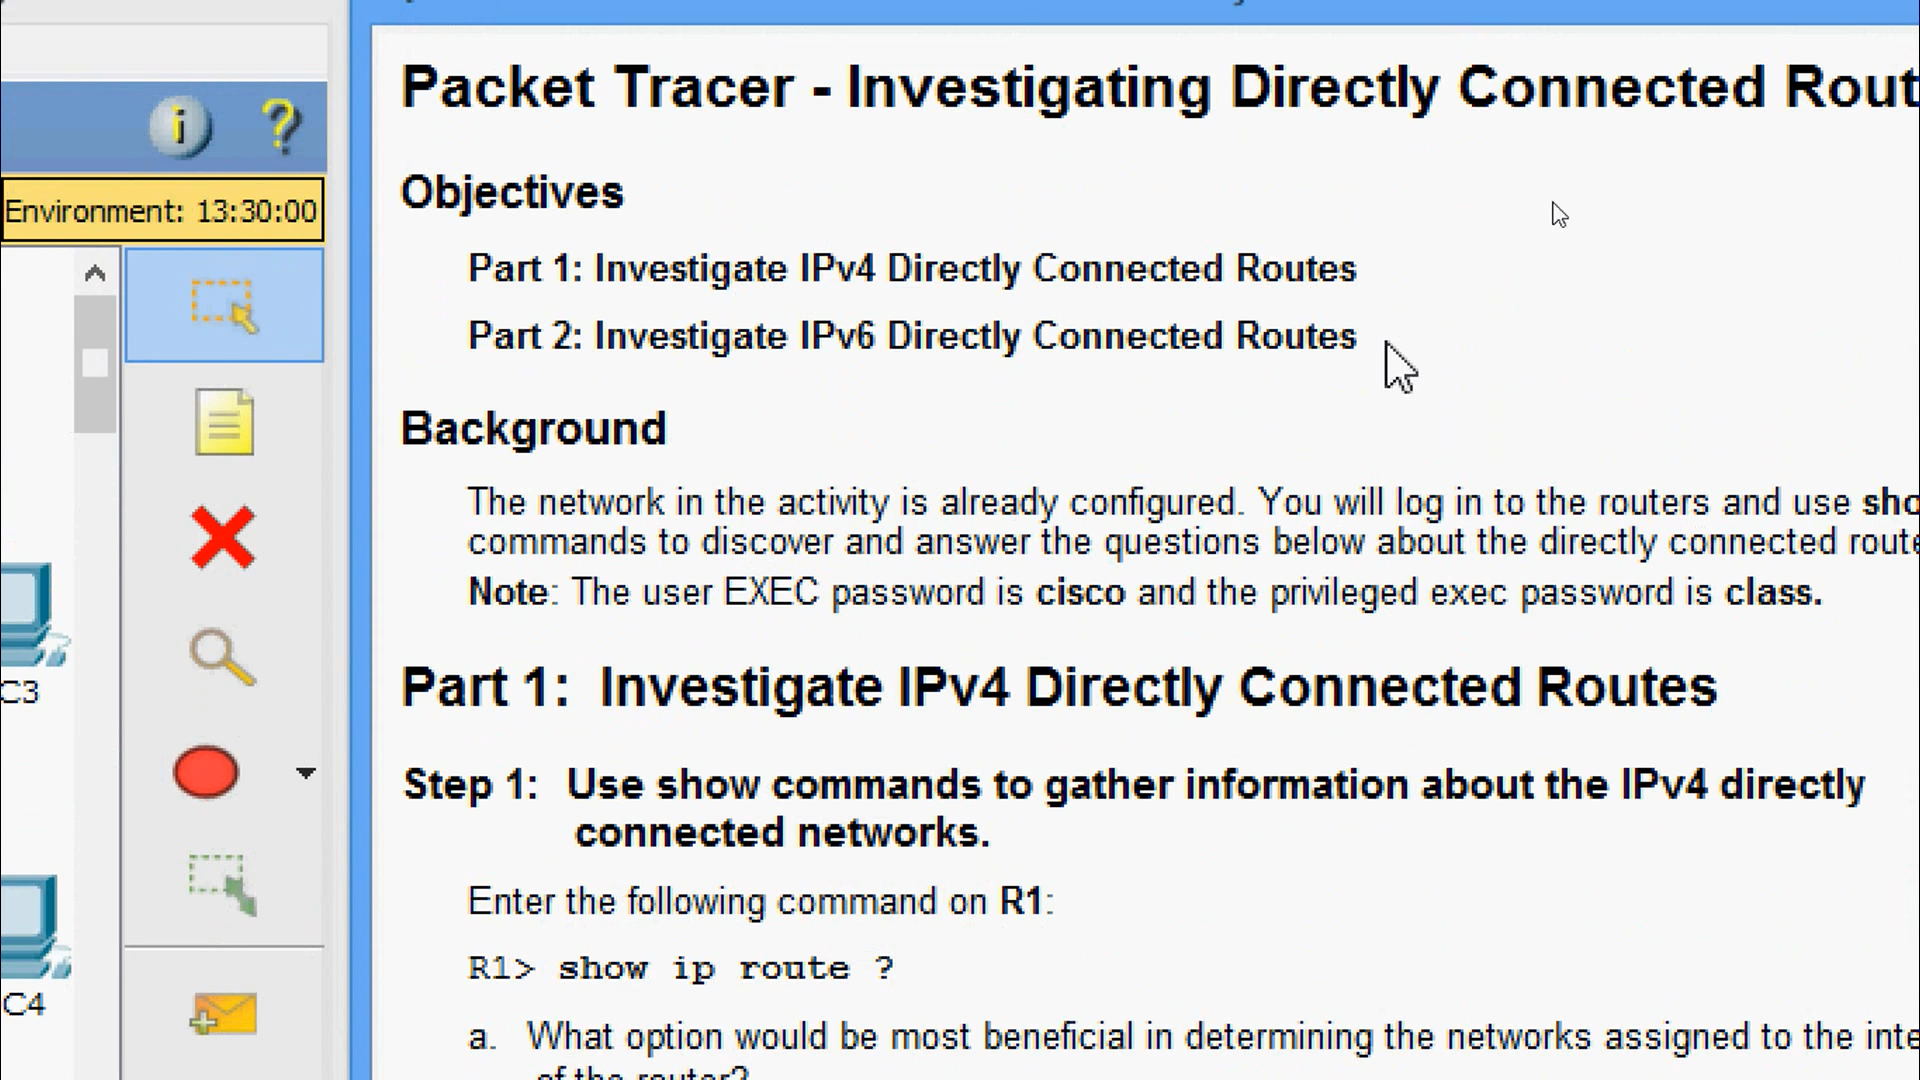 Packet Tracer - Investigating Directly Connected Rout
Objectives
Environment: 13:30:00
Part 1: Investigate IPv4 Directly Connected Routes
Part 2: Investigate IPv6 Directly Connected Routes
Background
The network in the activity is already configured. You will log in to the routers and use sho
commands to discover and answer the questions below about the directly connected route
Note: The user EXEC password is cisco and the privileged exec password is class.
C3
Part 1: Investigate IPv4 Directly Connected Routes
Step 1: Use show commands to gather information about the IPv4 directly
connected networks.
Enter the following command on R1:
R1> show ip route ?
C4
a. What option would be most beneficial in determining the networks assigned to the inte
of the router?